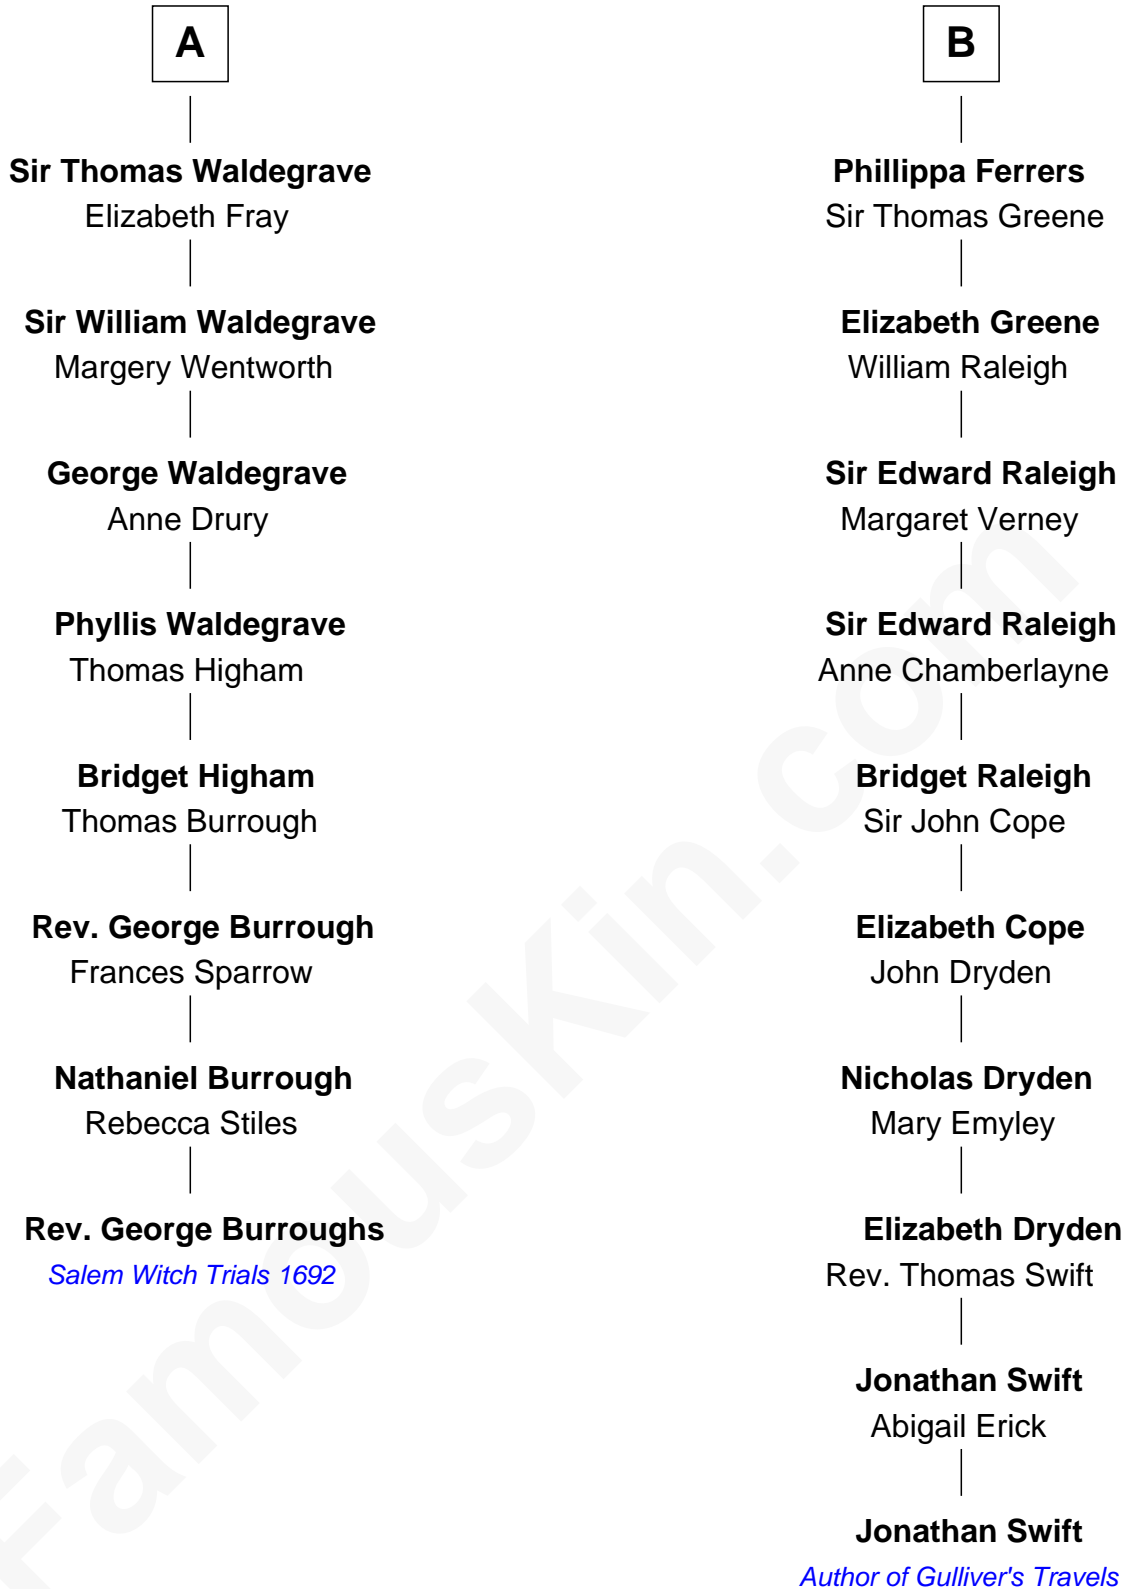 A
Sir Thomas Waldegrave
Elizabeth Fray
Sir William Waldegrave
Margery Wentworth
George Waldegrave
Anne Drury
Phyllis Waldegrave
Thomas Higham
Bridget Higham
Thomas Burrough
Rev. George Burrough
Frances Sparrow
Nathaniel Burrough
Rebecca Stiles
Rev. George Burroughs
Salem Witch Trials 1692
B
Phillippa Ferrers
Sir Thomas Greene
Elizabeth Greene
William Raleigh
Sir Edward Raleigh
Margaret Verney
Sir Edward Raleigh
Anne Chamberlayne
Bridget Raleigh
Sir John Cope
Elizabeth Cope
John Dryden
Nicholas Dryden
Mary Emyley
Elizabeth Dryden
Rev. Thomas Swift
Jonathan Swift
Abigail Erick
Jonathan Swift
Author of Gulliver's Travels
FamousKin.com